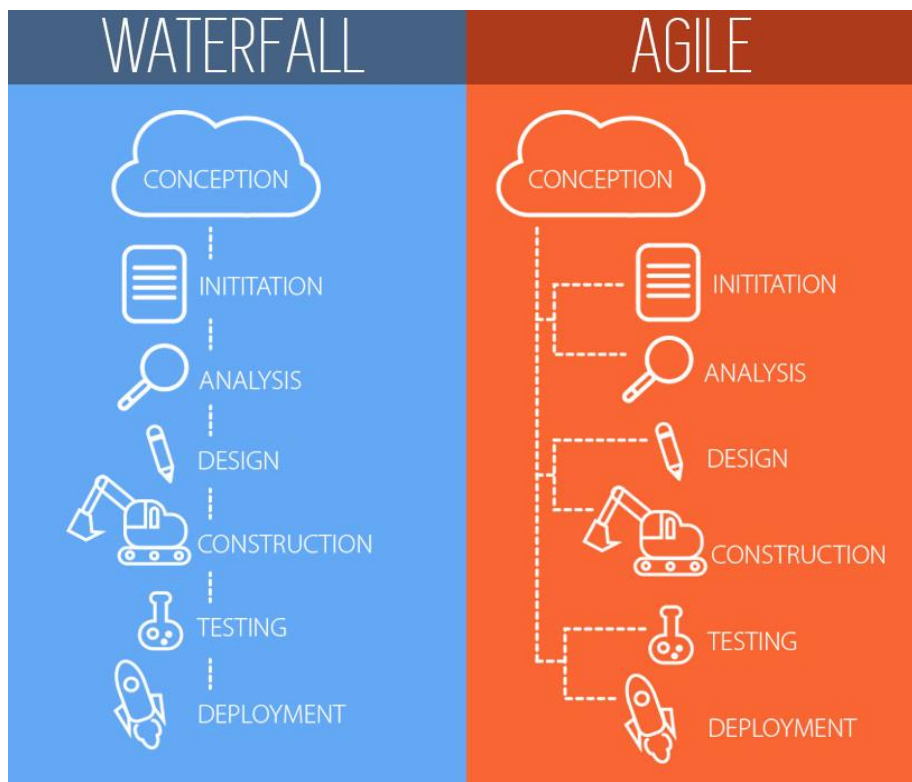 WATERFALL
CONCEPTION
INITITATION
ANALYSIS
DESIGN
CONSTRUCTION
TESTING
DEPLOYMENT
AGILE
CONCEPTION
INITITATION
ANALYSIS
DESIGN
CONSTRUCTION
TESTING
DEPLOYMENT